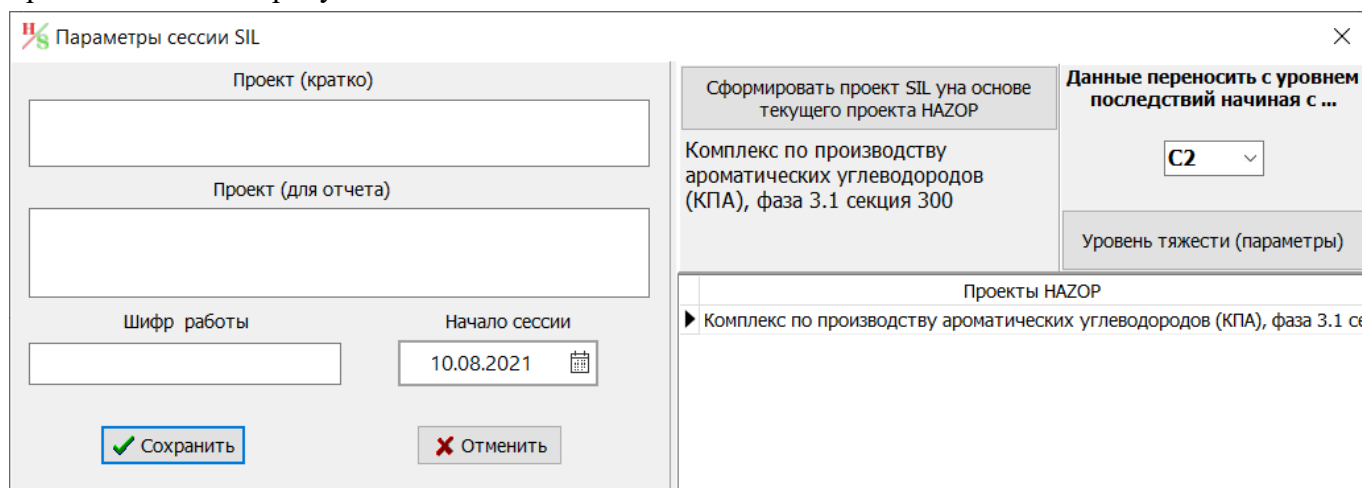 H/S Параметры сессии SIL
Проект (кратко)
Проект (для отчета)
Шифр работы
Начало сессии
10.08.2021
Сохранить
Отменить
Сформировать проект SIL уна основе
текущего проекта HAZOP
Комплекс по производству
ароматических углеводородов
(КПА), фаза 3.1 секция 300
Данные переносить с уровнем
последствий начиная с ...
C2
Уровень тяжести (параметры)
Проекты HAZOP
Комплекс по производству ароматических углеводородов (КПА), фаза 3.1 се